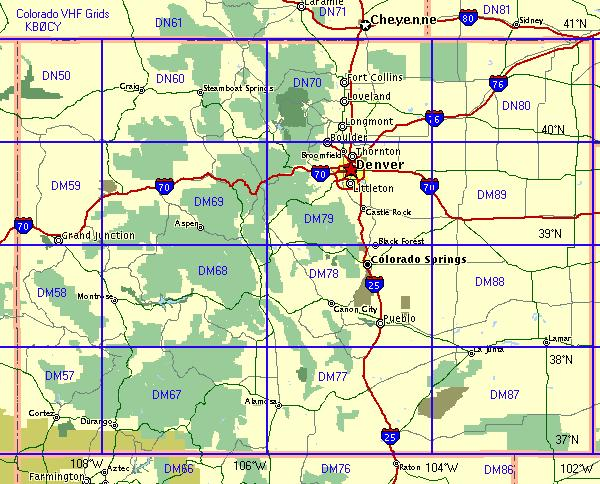 Colorado VHF Grids
KBØCY
DN61
Laramie
DN71
Cheyenne
80
DN81
Sidney
41°N
DN50
DN60
Craig
Steamboat Springs
DN70
Fort Collins
Loveland
76
DN80
Longmont
76
40°N
Boulder
Broomfield
Thornton
Denver
DM59
70
DM69
70
Littleton
70
DM89
Aspen
DM79
Castle Rock
70
Grand Junction
39°N
Black Forest
Colorado Springs
DM58
DM68
DM78
25
DM88
Montrose
Canon City
Pueblo
Lamar
La Junta
38°N
DM57
DM67
DM77
DM87
Alamosa
Cortez
Durango
25
37°N
108°W
Aztec
Farmington
DM66
106°W
DM76
Raton
104°W
DM86
102°W